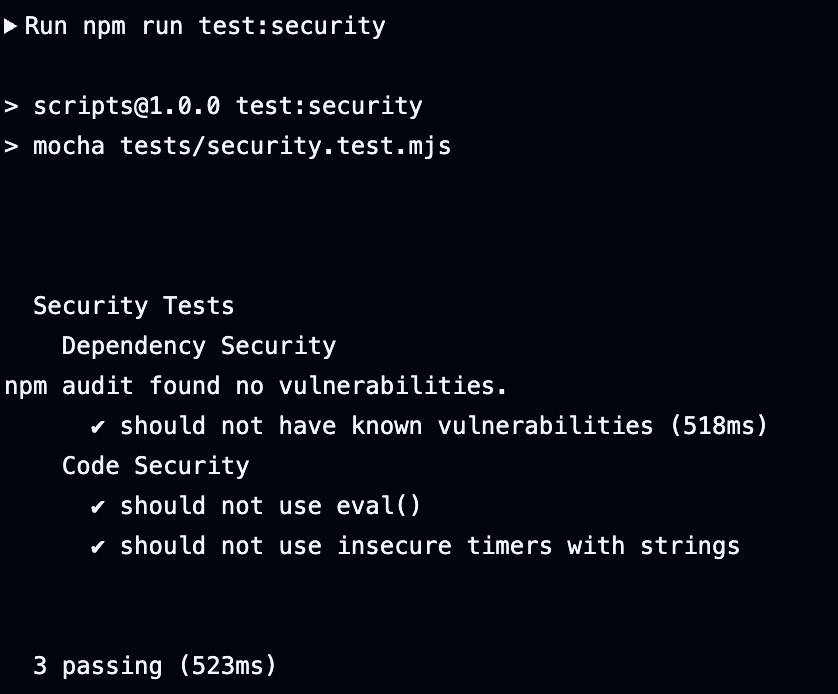 ▶ Run npm run test:security
> scripts@1.0.0 test:security
> mocha tests/security.test.mjs
Security Tests
Dependency Security
npm audit found no vulnerabilities.
✔ should not have known vulnerabilities (518ms)
Code Security
✔ should not use eval()
✔ should not use insecure timers with strings
3 passing (523ms)